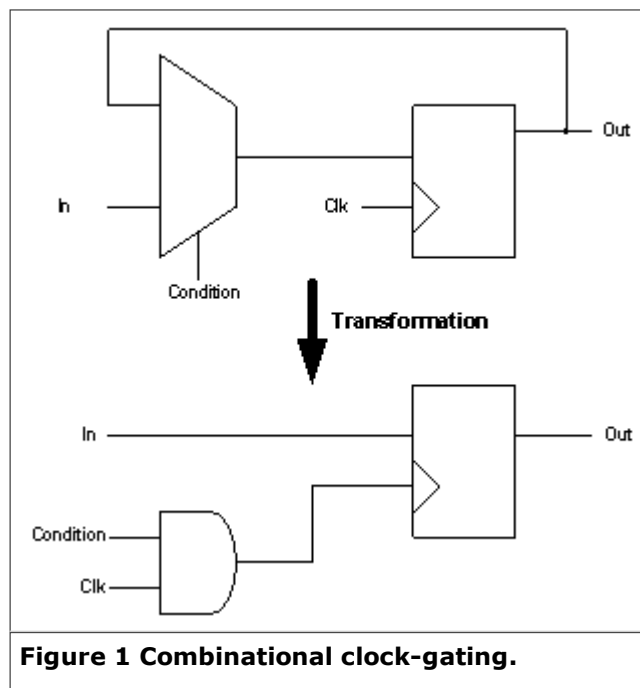 Out
In
Clk
Condition
Transformation
In
Out
Condition
Clk
Figure 1 Combinational clock-gating.